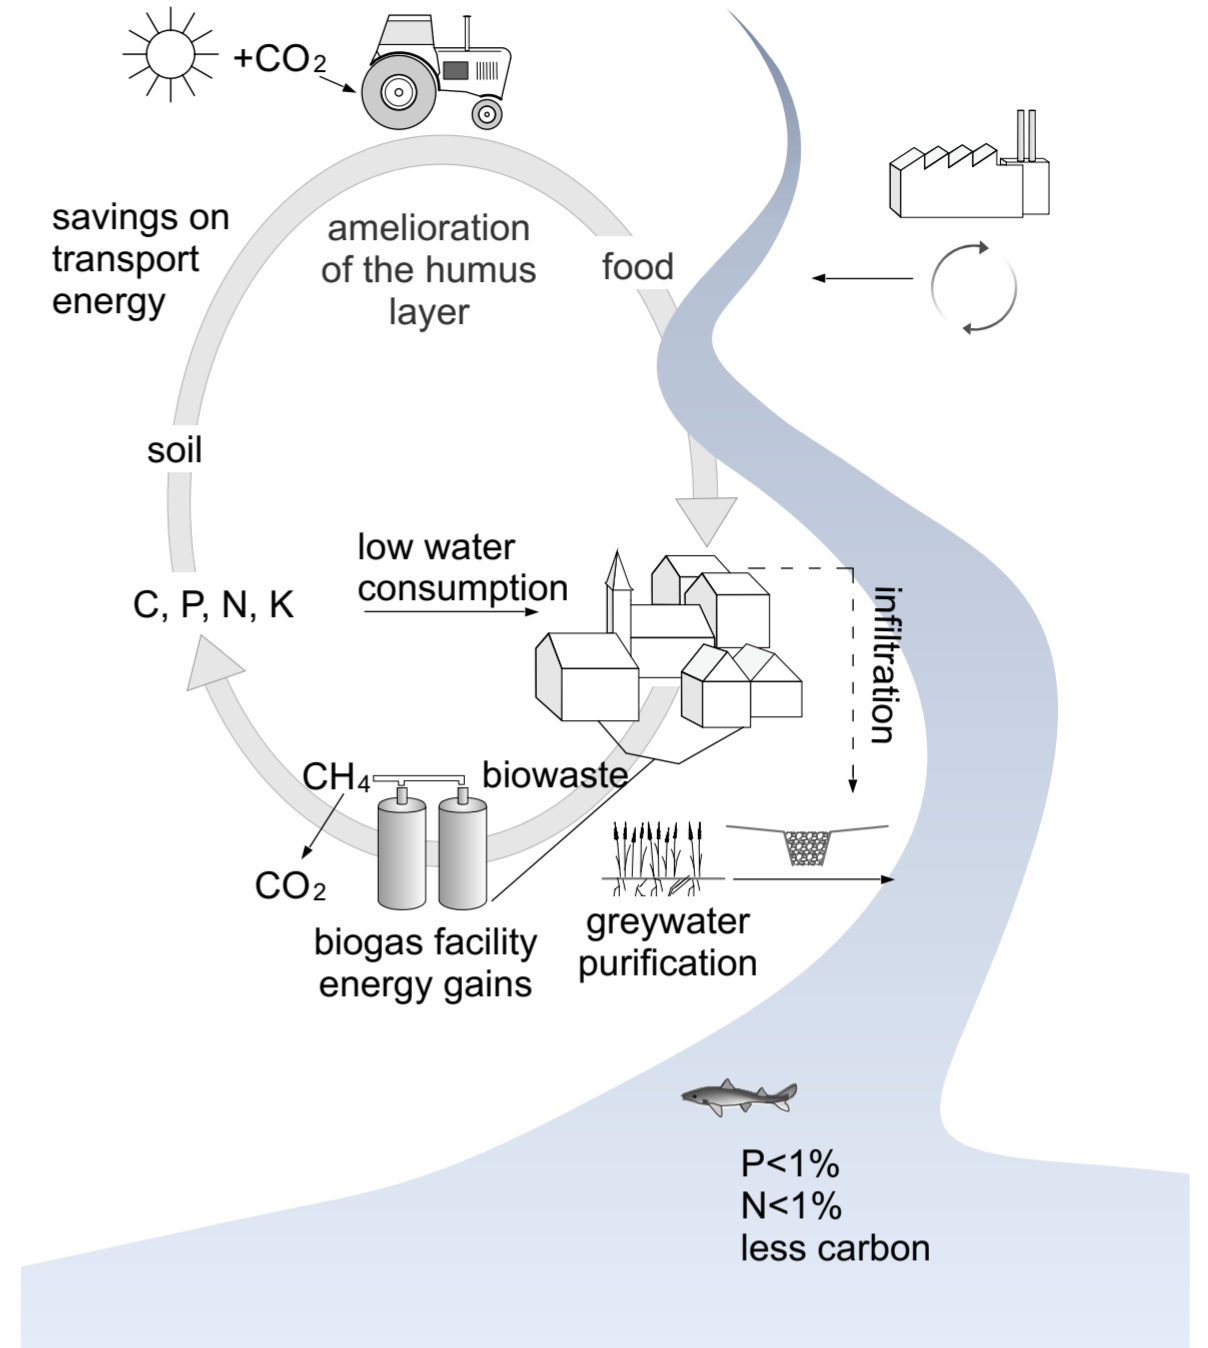 +CO2
savings on
transport
energy
amelioration
of the humus
layer
food
soil
low water
consumption
C, P, N, K
infiltration
CH4
biowaste
CO2
biogas facility
energy gains
greywater
purification
P<1%
N<1%
less carbon